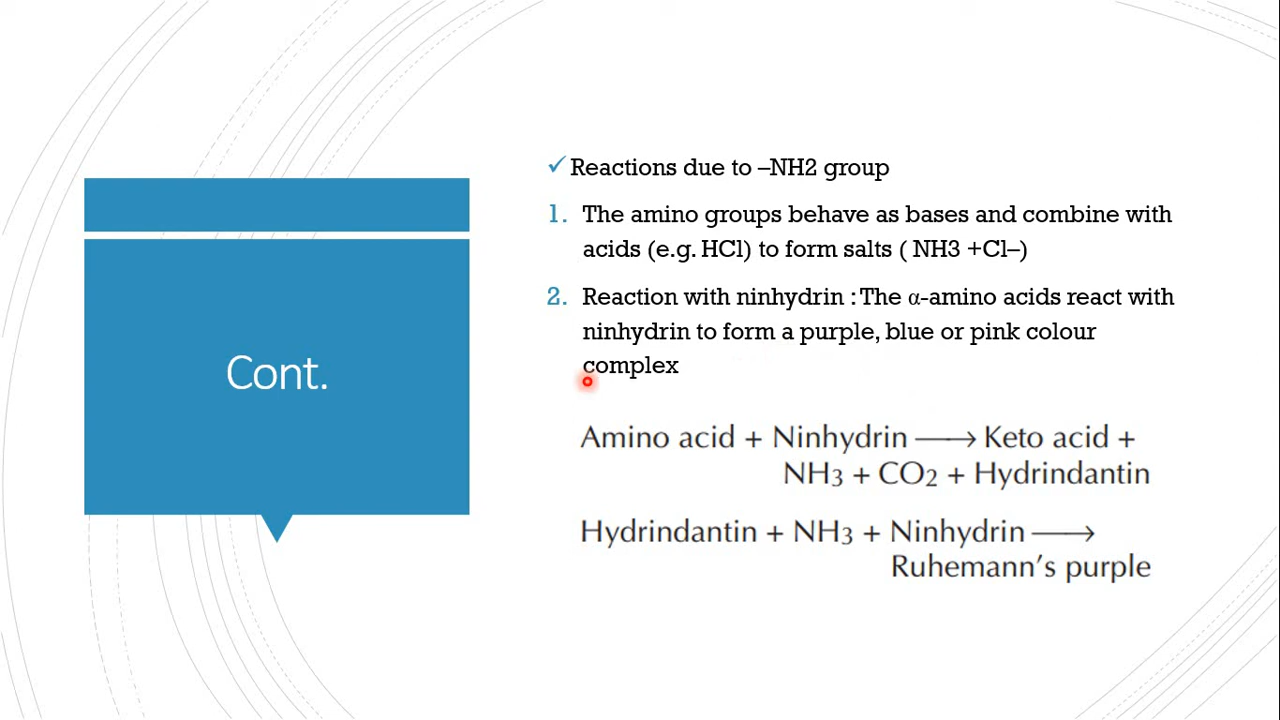 Cont.
✓ Reactions due to –NH2 group
1. The amino groups behave as bases and combine with
acids (e.g. HCl) to form salts ( NH3 +Cl–)
2. Reaction with ninhydrin : The α-amino acids react with
ninhydrin to form a purple, blue or pink colour
complex
Amino acid + Ninhydrin ⟶ Keto acid +
NH3 + CO2 + Hydrindantin
Hydrindantin + NH3 + Ninhydrin ⟶
Ruhemann’s purple